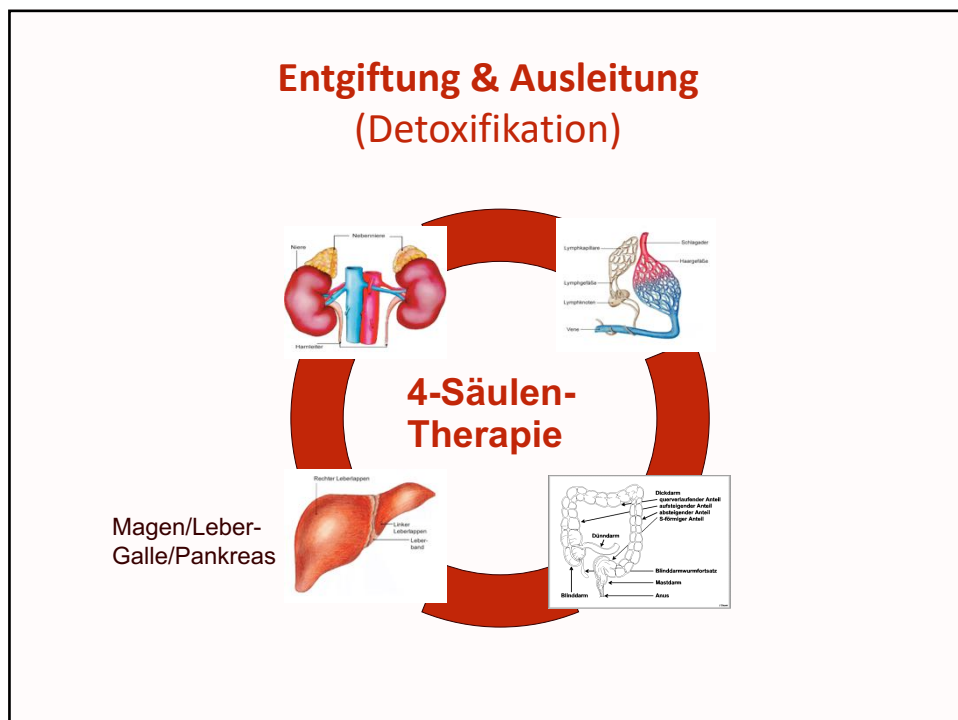 Entgiftung & Ausleitung
(Detoxifikation)
Nebenniere
Niere
Harnleiter
Lymphkapillare
Lymphgefäße
Lymphknoten
Vene
Schlagader
Haargefäße
4-Säulen-
Therapie
Magen/Leber-
Galle/Pankreas
Rechter Leberlappen
Linker
Leberlappen
Leber-
band
Dickdarm
querverlaufender Anteil
aufsteigender Anteil
absteigender Anteil
S-förmiger Anteil
Dünndarm
Blinddarmwurmfortsatz
Mastdarm
Blinddarm
Anus